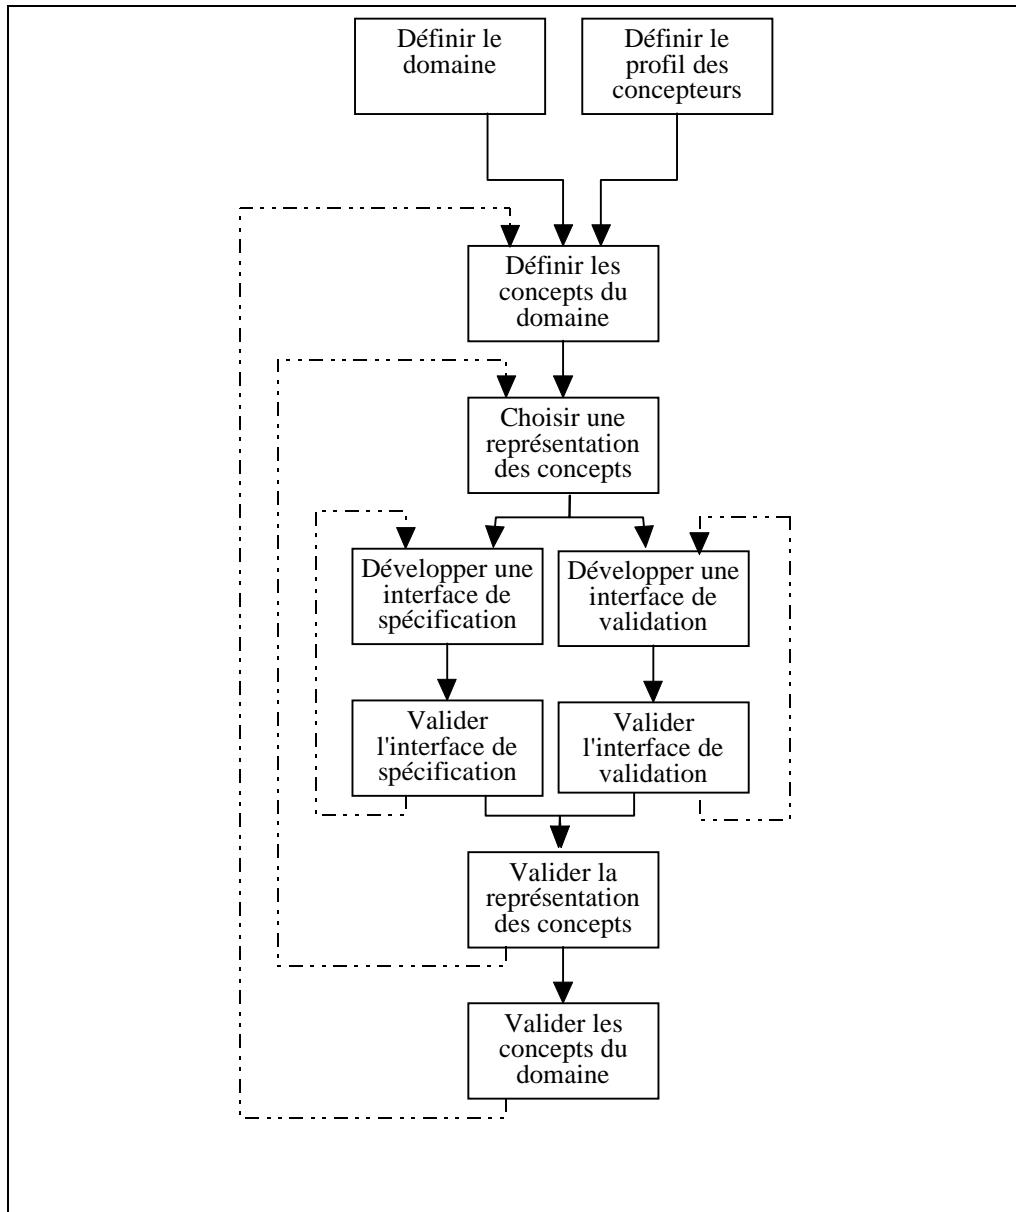 Définir le
domaine
Définir le
profil des
concepteurs
Définir les
concepts du
domaine
Choisir une
représentation
des concepts
Développer une
interface de
spécification
Développer une
interface de
validation
Valider
l'interface de
spécification
Valider
l'interface de
validation
Valider la
représentation
des concepts
Valider les
concepts du
domaine